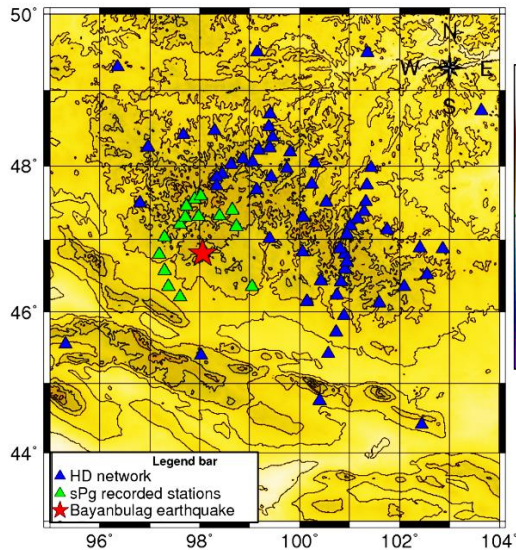 50°
N
W E
S
48°
46°
44°
Legend bar
HD network
sPg recorded stations
Bayanbulag earthquake
96° 98° 100° 102° 104°